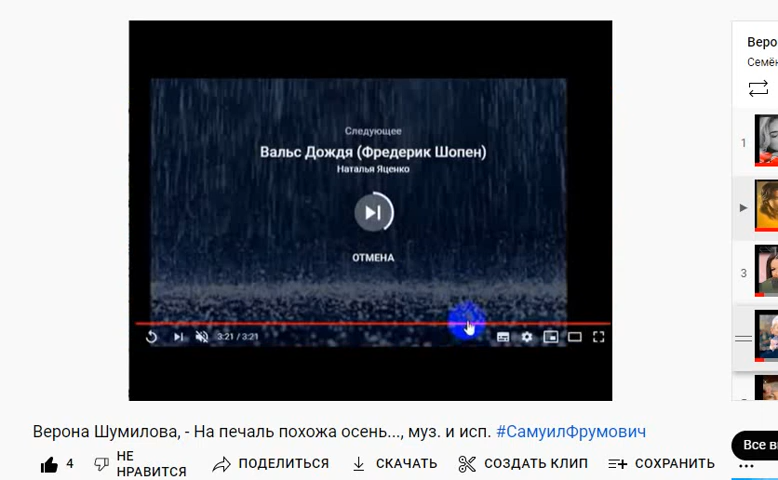 Следующее
Вальс Дождя (Фредерик Шопен)
Наталья Яценко
ОТМЕНА
3:21 / 3:21
Верона Шумилова, - На печаль похожа осень..., муз. и исп. #СамуилФрумович
4
НЕ НРАВИТСЯ
ПОДЕЛИТЬСЯ
СКАЧАТЬ
СОЗДАТЬ КЛИП
СОХРАНИТЬ
Веро
Семён
1
3
Все в